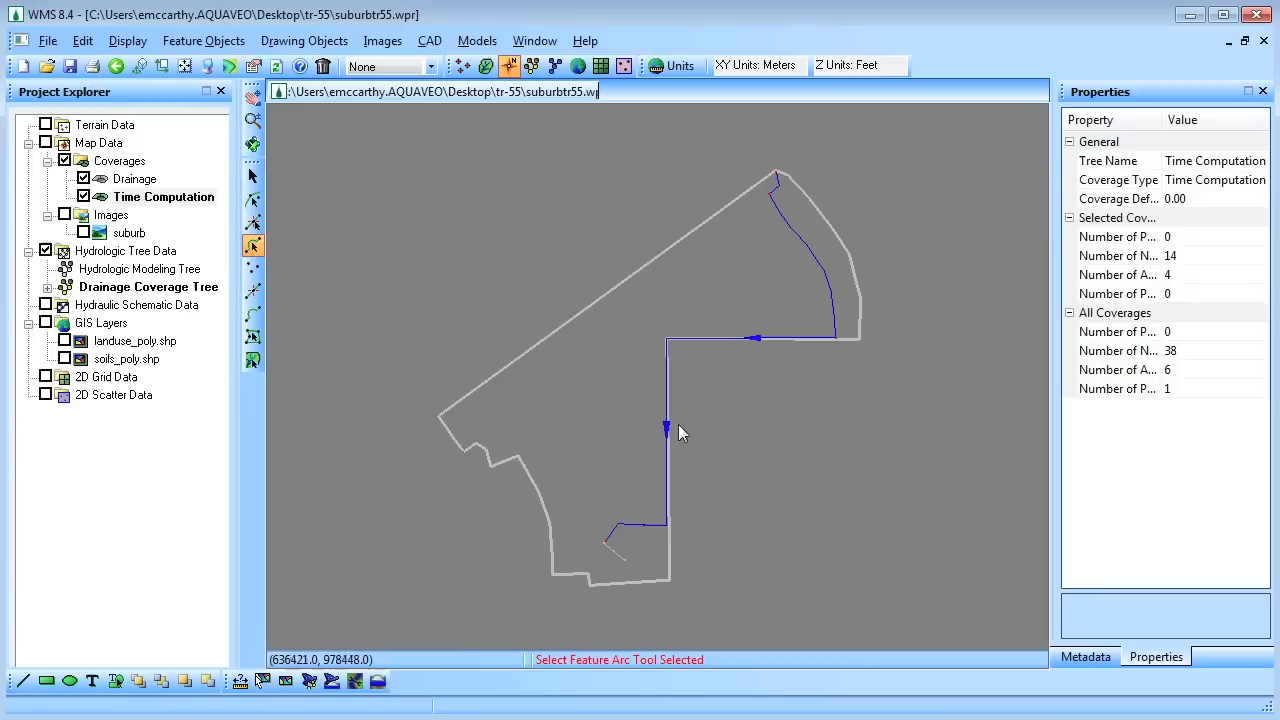 WMS 8.4 - [C:\Users\emccarthy.AQUAVEO\Desktop\tr-55\suburbtr55.wpr]
File Edit Display Feature Objects Drawing Objects Images CAD Models Window Help
None Units XY Units: Meters Z Units: Feet
Project Explorer
:\Users\emccarthy.AQUAVEO\Desktop\tr-55\suburbtr55.wp
Properties
Terrain Data
Map Data
Coverages
Drainage
Time Computation
Images
suburb
Hydrologic Tree Data
Hydrologic Modeling Tree
Drainage Coverage Tree
Hydraulic Schematic Data
GIS Layers
landuse_poly.shp
soils_poly.shp
2D Grid Data
2D Scatter Data
Property Value
General
Tree Name Time Computation
Coverage Type Time Computation
Coverage Def... 0.00
Selected Cov...
Number of P... 0
Number of N... 14
Number of A... 4
Number of P... 0
All Coverages
Number of P... 0
Number of N... 38
Number of A... 6
Number of P... 1
(636421.0, 978448.0) Select Feature Arc Tool Selected
Metadata Properties
T